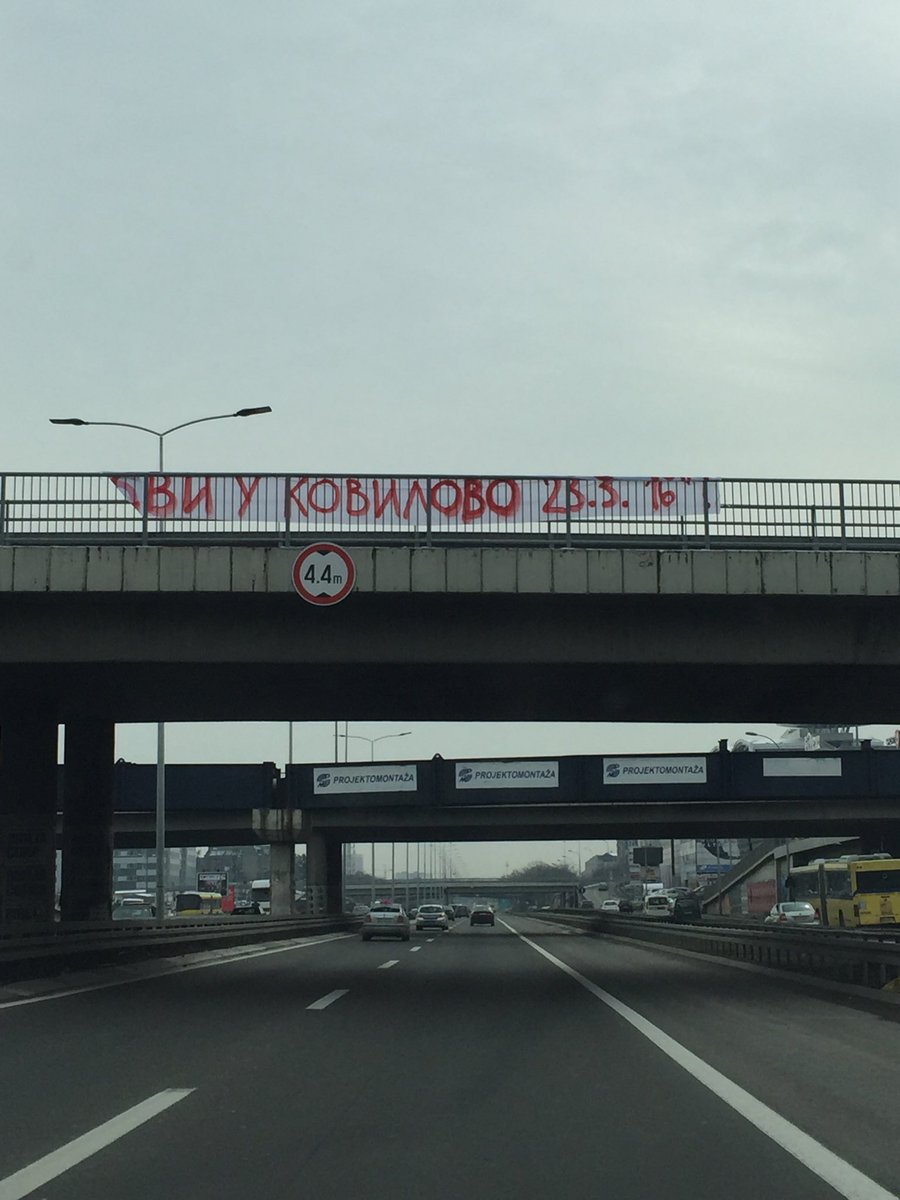 ВИ У КОВИЛОВО 23.3. 16"
4.4m
PROJEKTOMONTAŽA
PROJEKTOMONTAŽA
PROJEKTOMONTAŽA